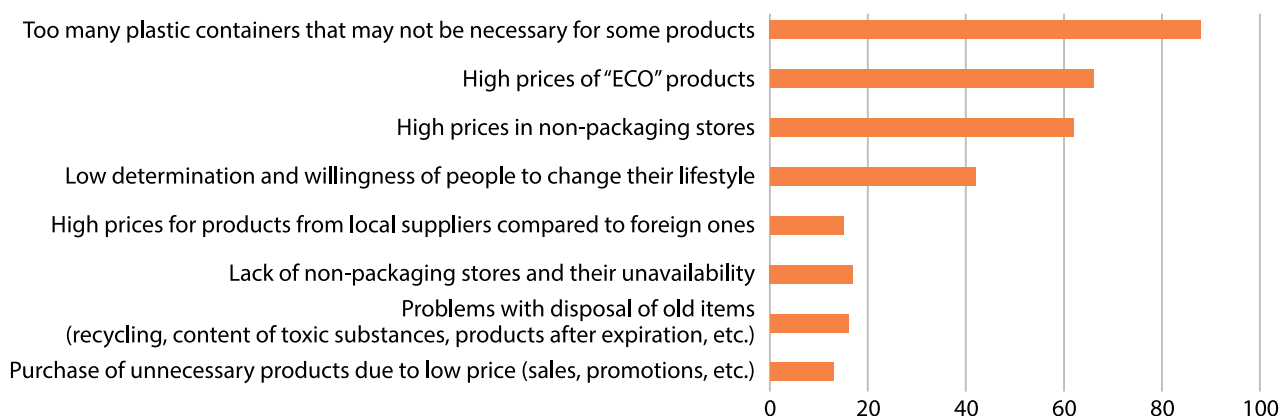 Too many plastic containers that may not be necessary for some products
High prices of “ECO” products
High prices in non-packaging stores
Low determination and willingness of people to change their lifestyle
High prices for products from local suppliers compared to foreign ones
Lack of non-packaging stores and their unavailability
Problems with disposal of old items
(recycling, content of toxic substances, products after expiration, etc.)
Purchase of unnecessary products due to low price (sales, promotions, etc.)
0 20 40 60 80 100